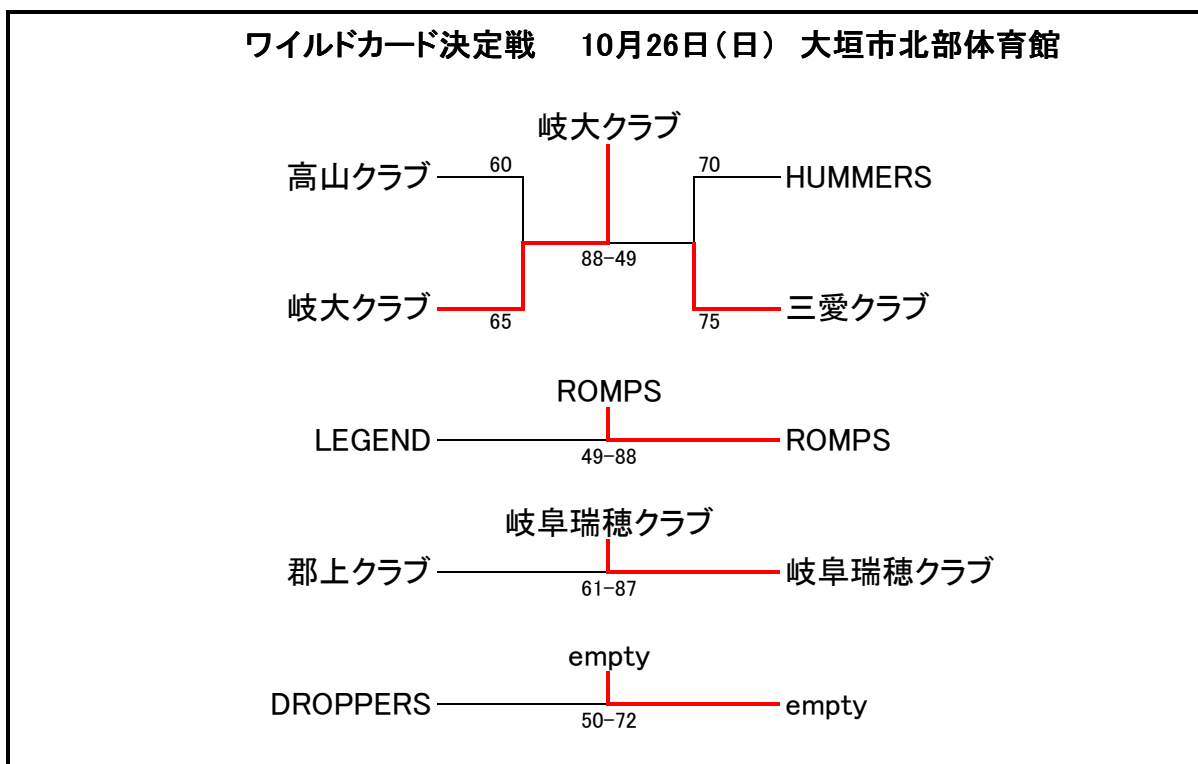 ワイルドカード決定戦　10月26日(日)　大垣市北部体育館
岐大クラブ
高山クラブ 60 70 HUMMERS
88-49
岐大クラブ 65 75 三愛クラブ
ROMPS
LEGEND ROMPS
49-88
岐阜瑞穂クラブ
郡上クラブ 岐阜瑞穂クラブ
61-87
empty
DROPPERS empty
50-72